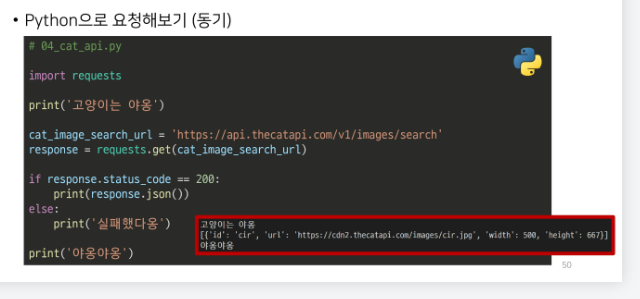 • Python으로 요청해보기 (동기)
# 04_cat_api.py
import requests
print('고양이는 야옹')
cat_image_search_url = 'https://api.thecatapi.com/v1/images/search'
response = requests.get(cat_image_search_url)
if response.status_code == 200:
    print(response.json())
else:
    print('실패했다옹')
print('야옹야옹')
고양이는 야옹
[{'id': 'cir', 'url': 'https://cdn2.thecatapi.com/images/cir.jpg', 'width': 500, 'height': 667}]
야옹야옹
50